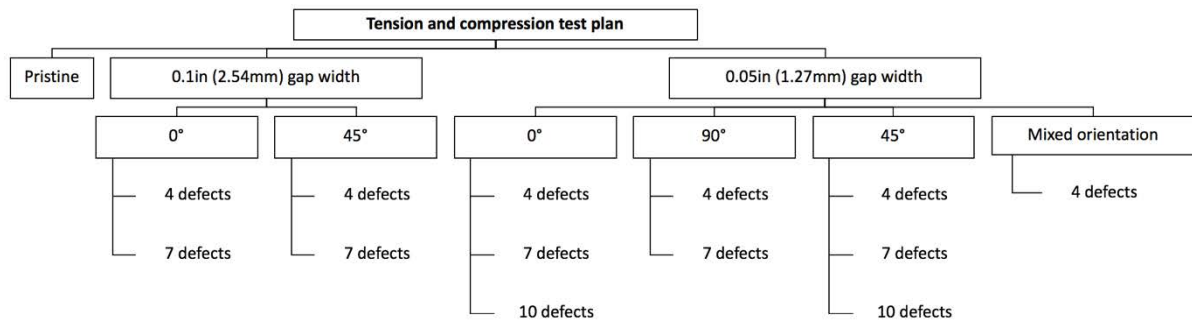 Tension and compression test plan
Pristine
0.1in (2.54mm) gap width
0.05in (1.27mm) gap width
0°
45°
0°
90°
45°
Mixed orientation
4 defects
4 defects
4 defects
4 defects
4 defects
4 defects
7 defects
7 defects
7 defects
7 defects
7 defects
10 defects
10 defects